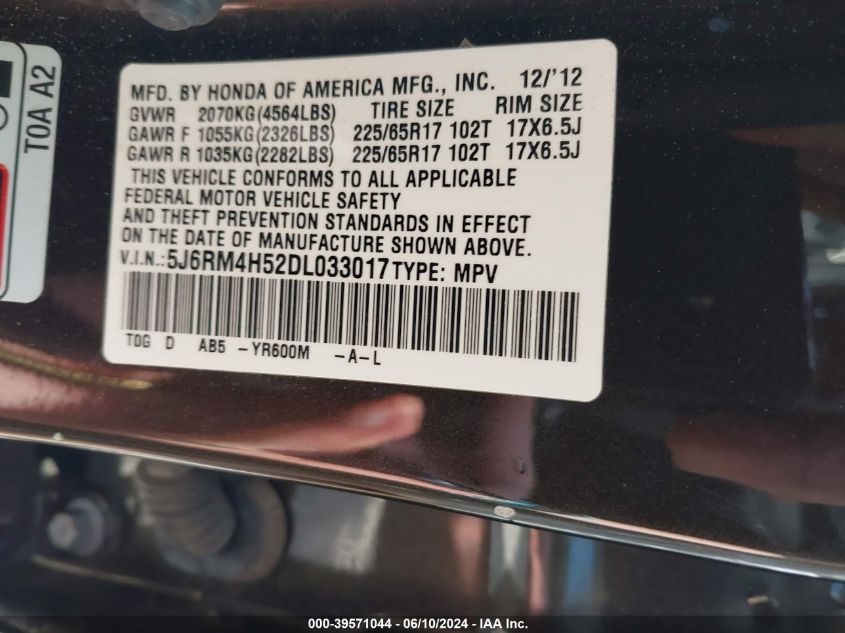 T0A A2
MFD. BY HONDA OF AMERICA MFG., INC. 12/'12
GVWR 2070KG(4564LBS) TIRE SIZE RIM SIZE
GAWR F 1055KG(2326LBS) 225/65R17 102T 17X6.5J
GAWR R 1035KG(2282LBS) 225/65R17 102T 17X6.5J
THIS VEHICLE CONFORMS TO ALL APPLICABLE
FEDERAL MOTOR VEHICLE SAFETY
AND THEFT PREVENTION STANDARDS IN EFFECT
ON THE DATE OF MANUFACTURE SHOWN ABOVE.
V.I.N.:5J6RM4H52DL033017 TYPE: MPV
T0G D AB5 -YR600M -A-L
000-39571044 - 06/10/2024 - IAA Inc.